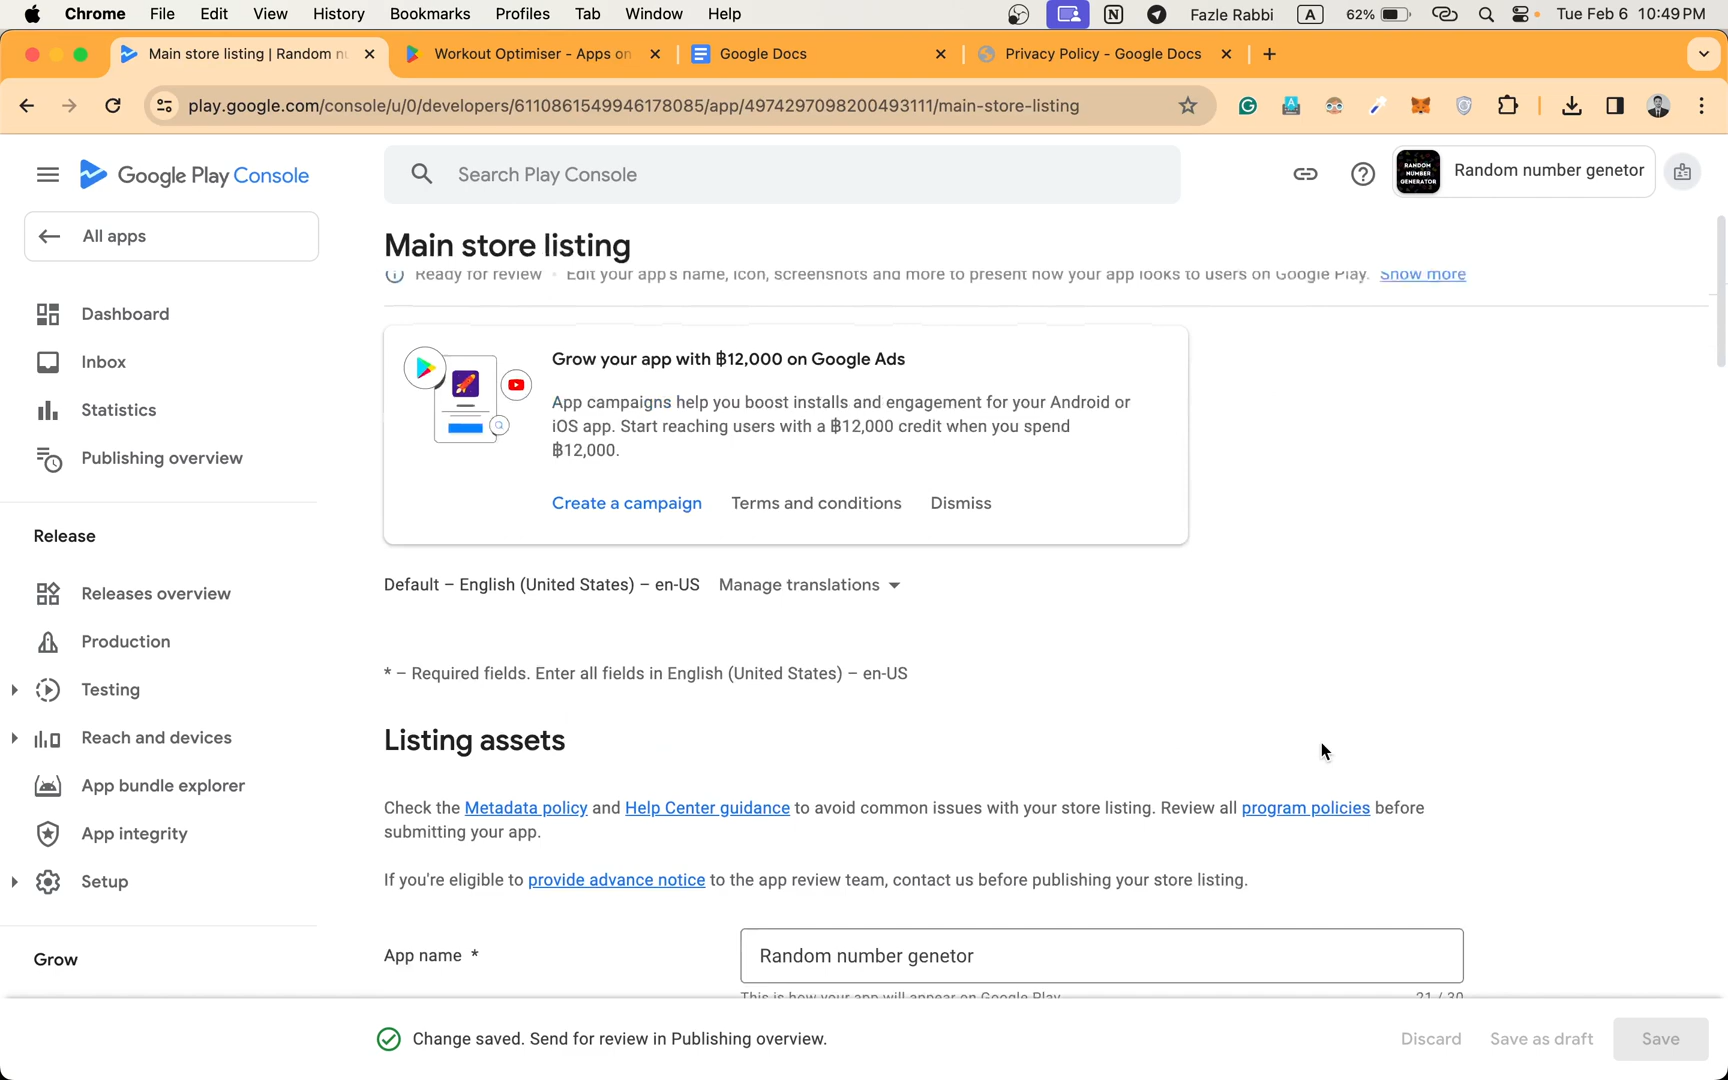 Chrome File Edit View History Bookmarks Profiles Tab Window Help Fazle Rabbi A 62% Tue Feb 6 10:49 PM
Main store listing | Random nu Workout Optimiser - Apps on Google Docs Privacy Policy - Google Docs
play.google.com/console/u/0/developers/6110861549946178085/app/4974297098200493111/main-store-listing
Google Play Console
Search Play Console
RANDOM NUMBER GENERATOR
Random number genetor
All apps
Main store listing
Ready for review • Edit your app's name, icon, screenshots and more to present how your app looks to users on Google Play. Show more
Dashboard
Inbox
Statistics
Publishing overview
Release
Releases overview
Production
Testing
Reach and devices
App bundle explorer
App integrity
Setup
Grow
Grow your app with ฿12,000 on Google Ads
App campaigns help you boost installs and engagement for your Android or
iOS app. Start reaching users with a ฿12,000 credit when you spend
฿12,000.
Create a campaign Terms and conditions Dismiss
Default – English (United States) – en-US Manage translations
* – Required fields. Enter all fields in English (United States) – en-US
Listing assets
Check the Metadata policy and Help Center guidance to avoid common issues with your store listing. Review all program policies before
submitting your app.
If you're eligible to provide advance notice to the app review team, contact us before publishing your store listing.
App name * Random number genetor
This is how your app will appear on Google Play 21 / 30
Change saved. Send for review in Publishing overview. Discard Save as draft Save